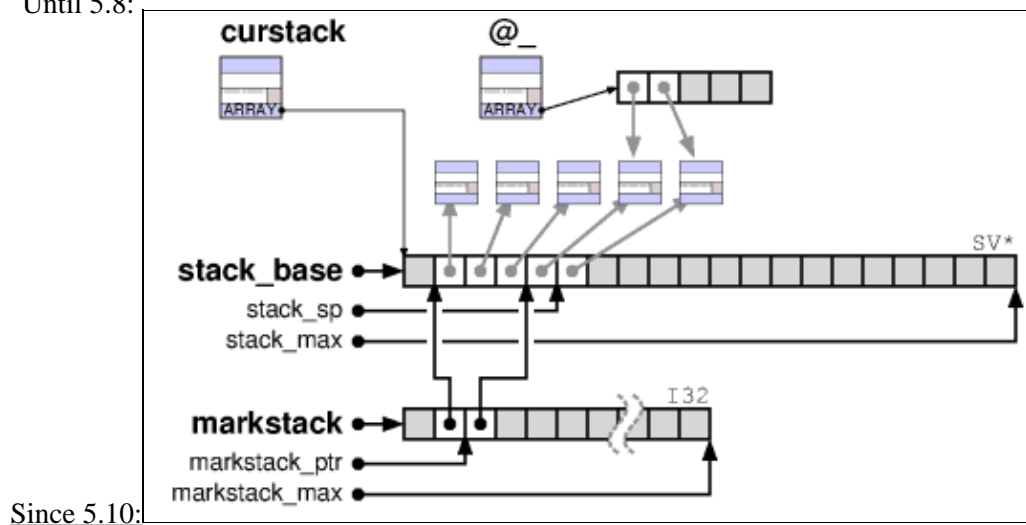 Until 5.8:
curstack @_
ARRAY ARRAY
SV*
stack_base
stack_sp
stack_max
I32
markstack
markstack_ptr
markstack_max
Since 5.10: